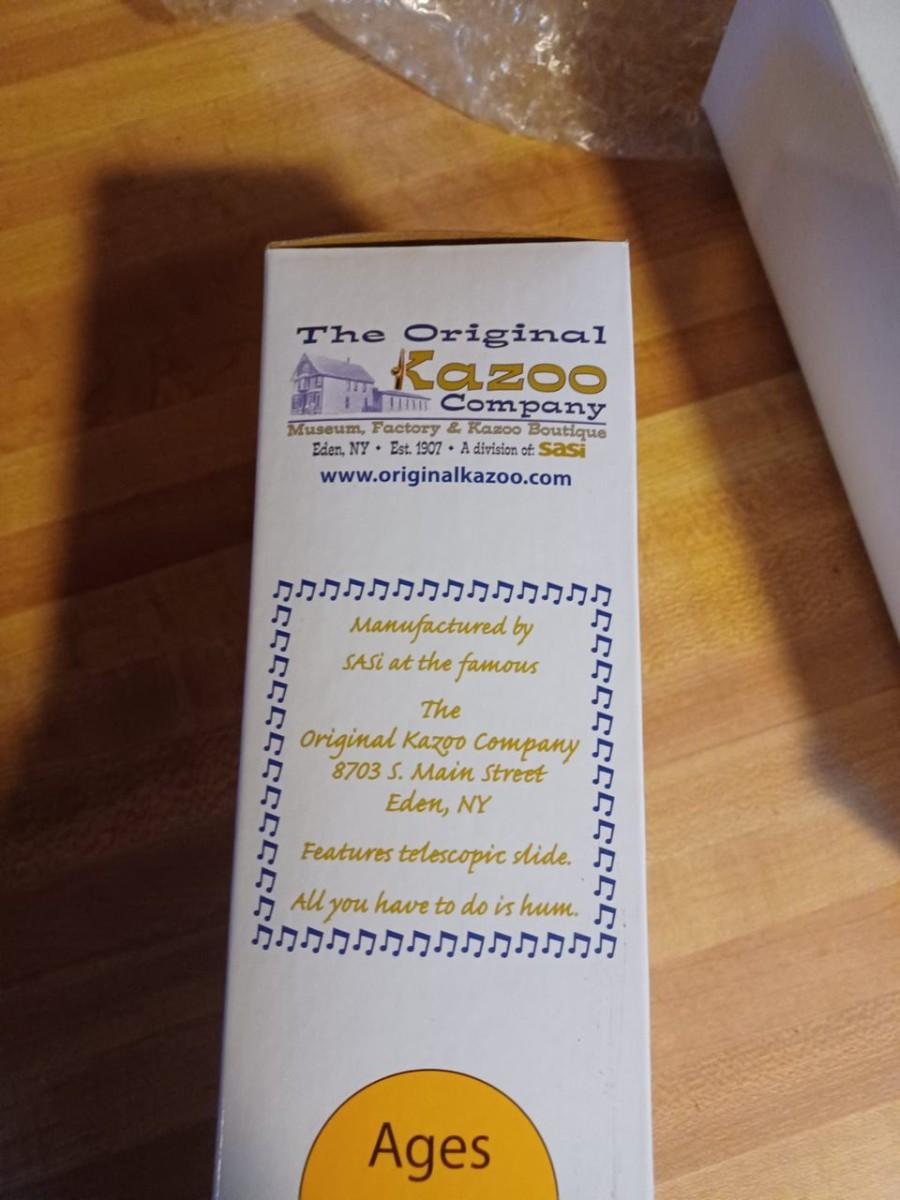 The Original
Kazoo
Company
Museum, Factory & Kazoo Boutique
Eden, NY • Est. 1907 • A division of: sasi
www.originalkazoo.com
Manufactured by
SASi at the famous
The
Original Kazoo Company
8703 S. Main Street
Eden, NY
Features telescopic slide.
All you have to do is hum.
Ages